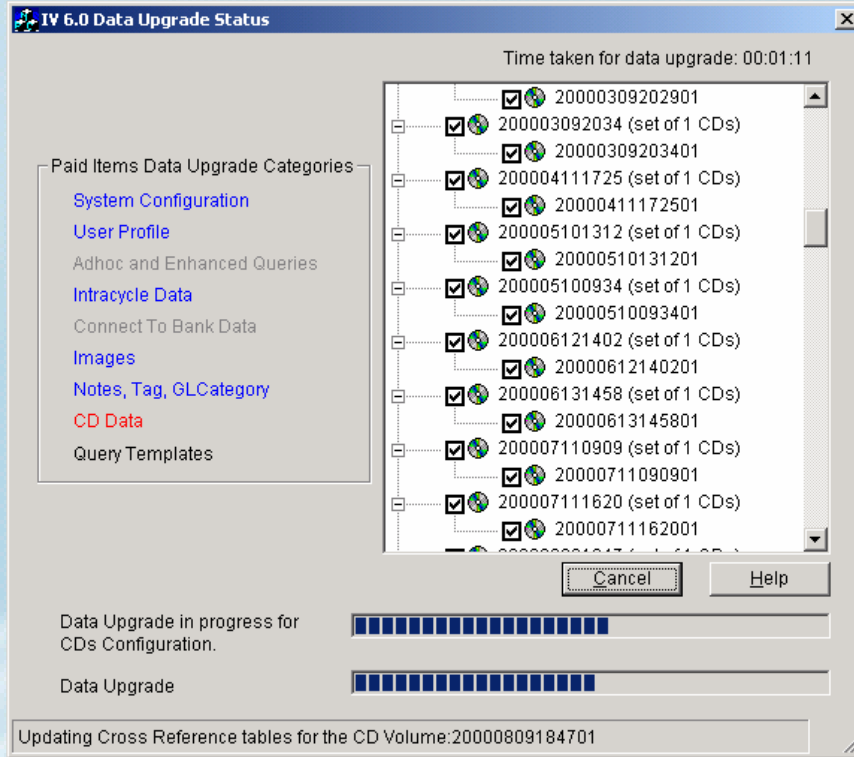 IV 6.0 Data Upgrade Status
Time taken for data upgrade: 00:01:11
Paid Items Data Upgrade Categories
System Configuration
User Profile
Adhoc and Enhanced Queries
Intracycle Data
Connect To Bank Data
Images
Notes, Tag, GLCategory
CD Data
Query Templates
20000309202901
200003092034 (set of 1 CDs)
20000309203401
200004111725 (set of 1 CDs)
20000411172501
200005101312 (set of 1 CDs)
20000510131201
200005100934 (set of 1 CDs)
20000510093401
200006121402 (set of 1 CDs)
20000612140201
200006131458 (set of 1 CDs)
20000613145801
200007110909 (set of 1 CDs)
20000711090901
200007111620 (set of 1 CDs)
20000711162001
Cancel
Help
Data Upgrade in progress for
CDs Configuration.
Data Upgrade
Updating Cross Reference tables for the CD Volume:20000809184701